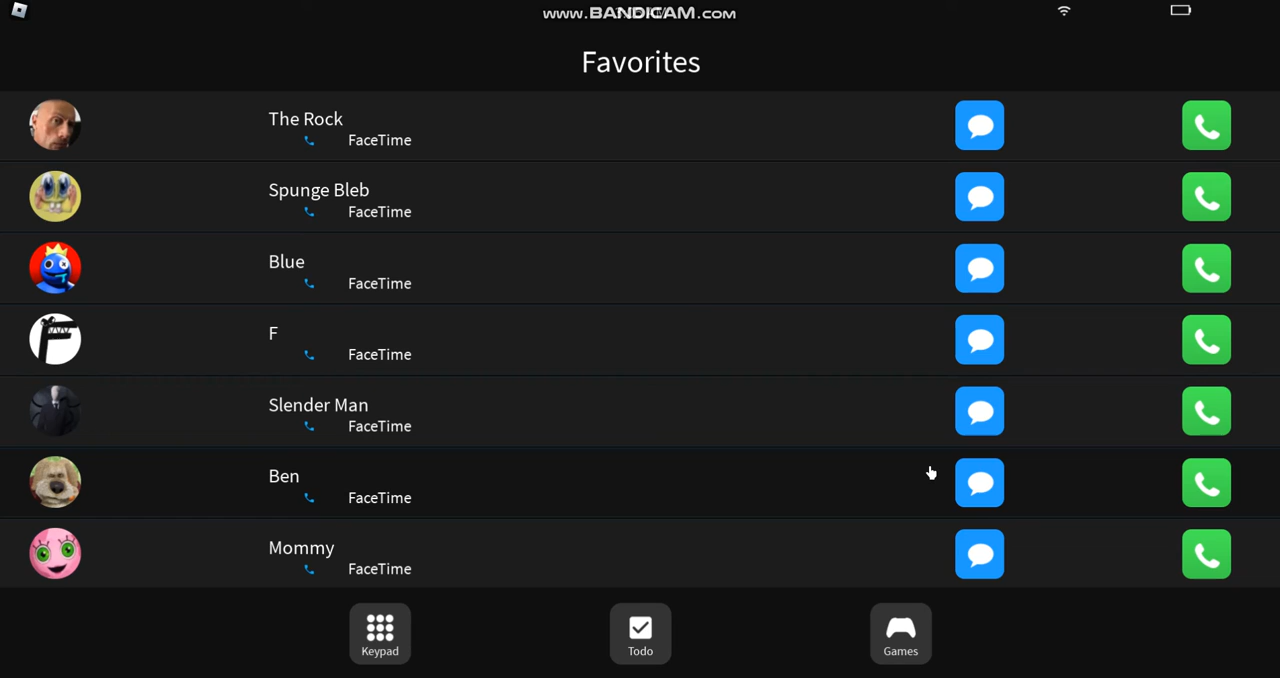 www.BANDICAM.com
Favorites
The Rock
FaceTime
Spunge Bleb
FaceTime
Blue
FaceTime
F
F
FaceTime
Slender Man
FaceTime
Ben
FaceTime
Mommy
FaceTime
Keypad
Todo
Games